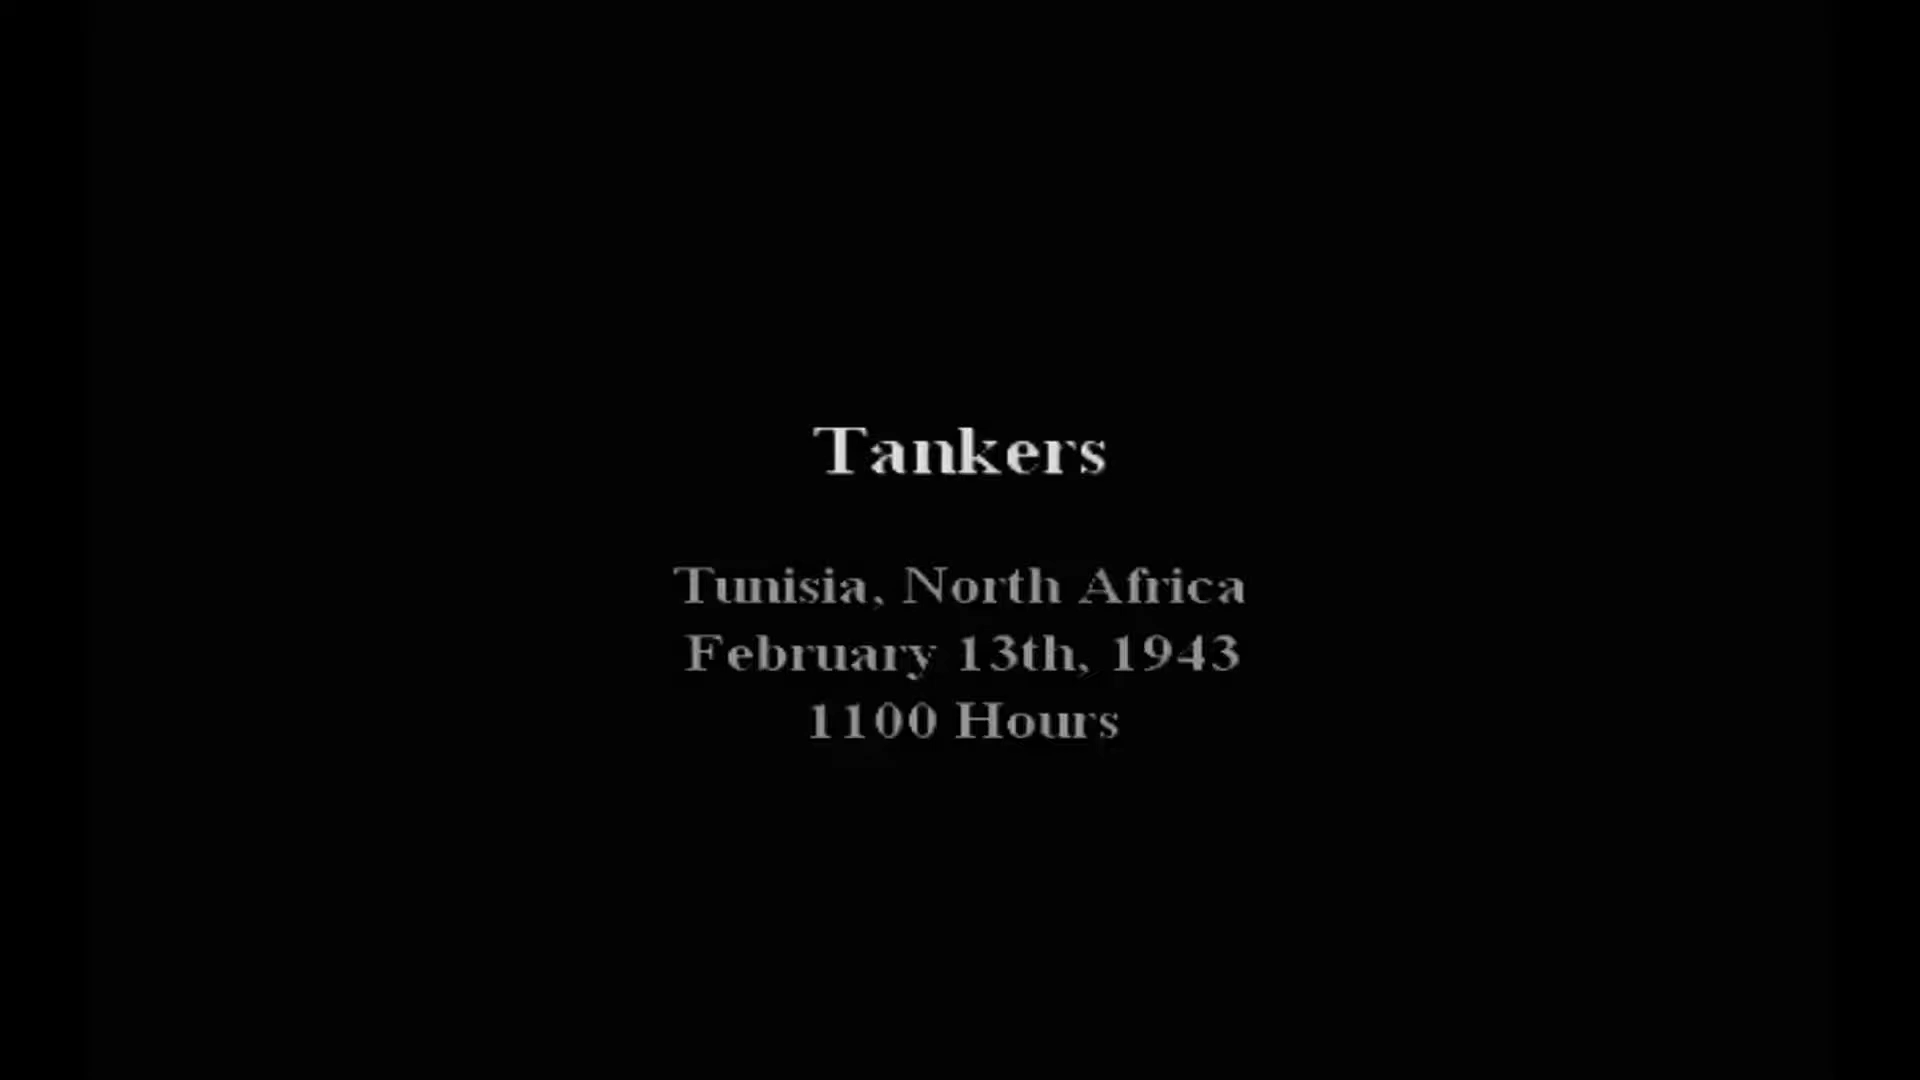 Tankers
Tunisia, North Africa
February 13th, 1943
1100 Hours